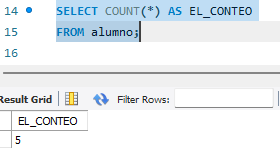 14 SELECT COUNT(*) AS EL_CONTEO
15 FROM alumno;
16
Result Grid Filter Rows:
EL_CONTEO
5